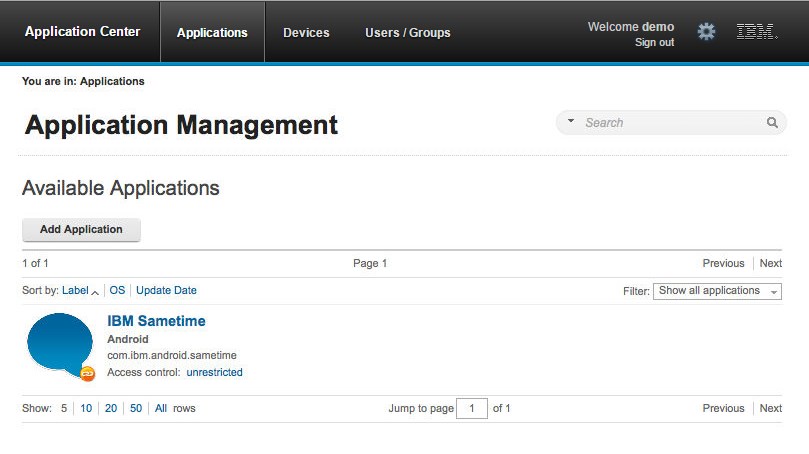 Application Center Applications Devices Users / Groups Welcome demo
Sign out
IBM.
You are in: Applications
Application Management
Search
Available Applications
Add Application
1 of 1 Page 1 Previous Next
Sort by: Label OS Update Date Filter: Show all applications
IBM Sametime
Android
com.ibm.android.sametime
Access control: unrestricted
Show: 5 10 20 50 All rows Jump to page 1 of 1 Previous Next